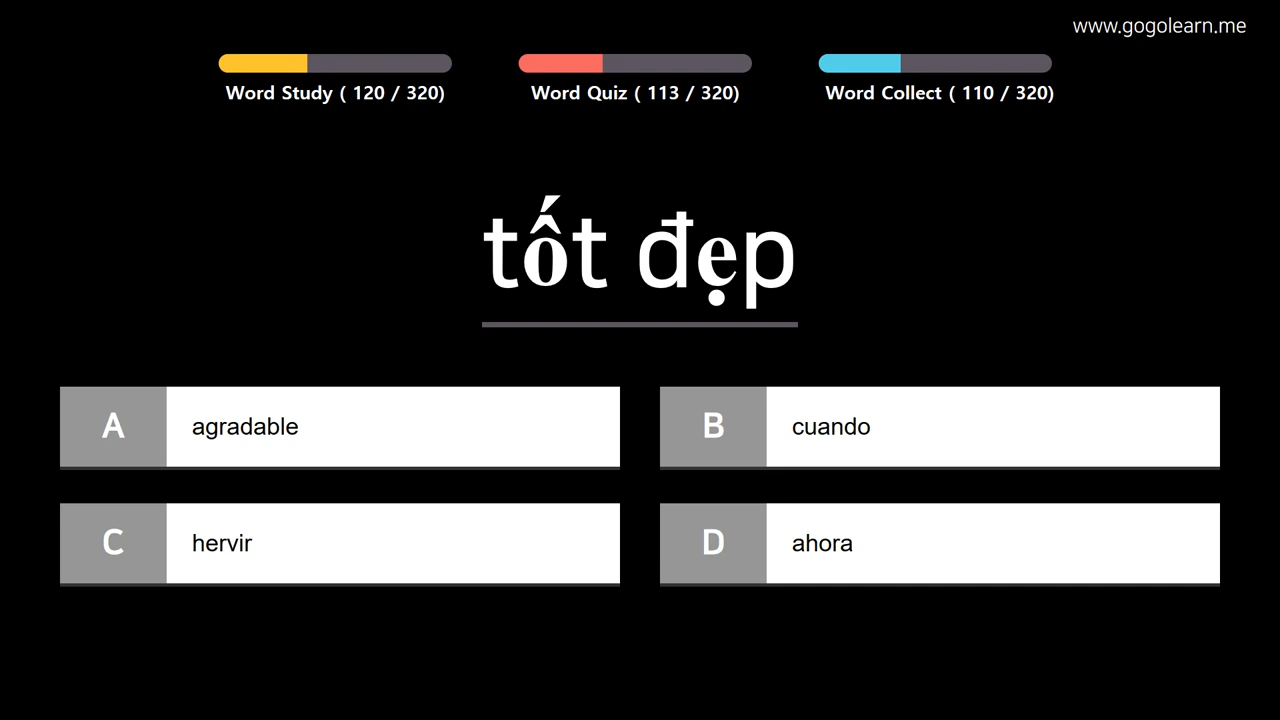 www.gogolearn.me
Word Study ( 120 / 320)
Word Quiz ( 113 / 320)
Word Collect ( 110 / 320)
tốt đẹp
A agradable
B cuando
C hervir
D ahora